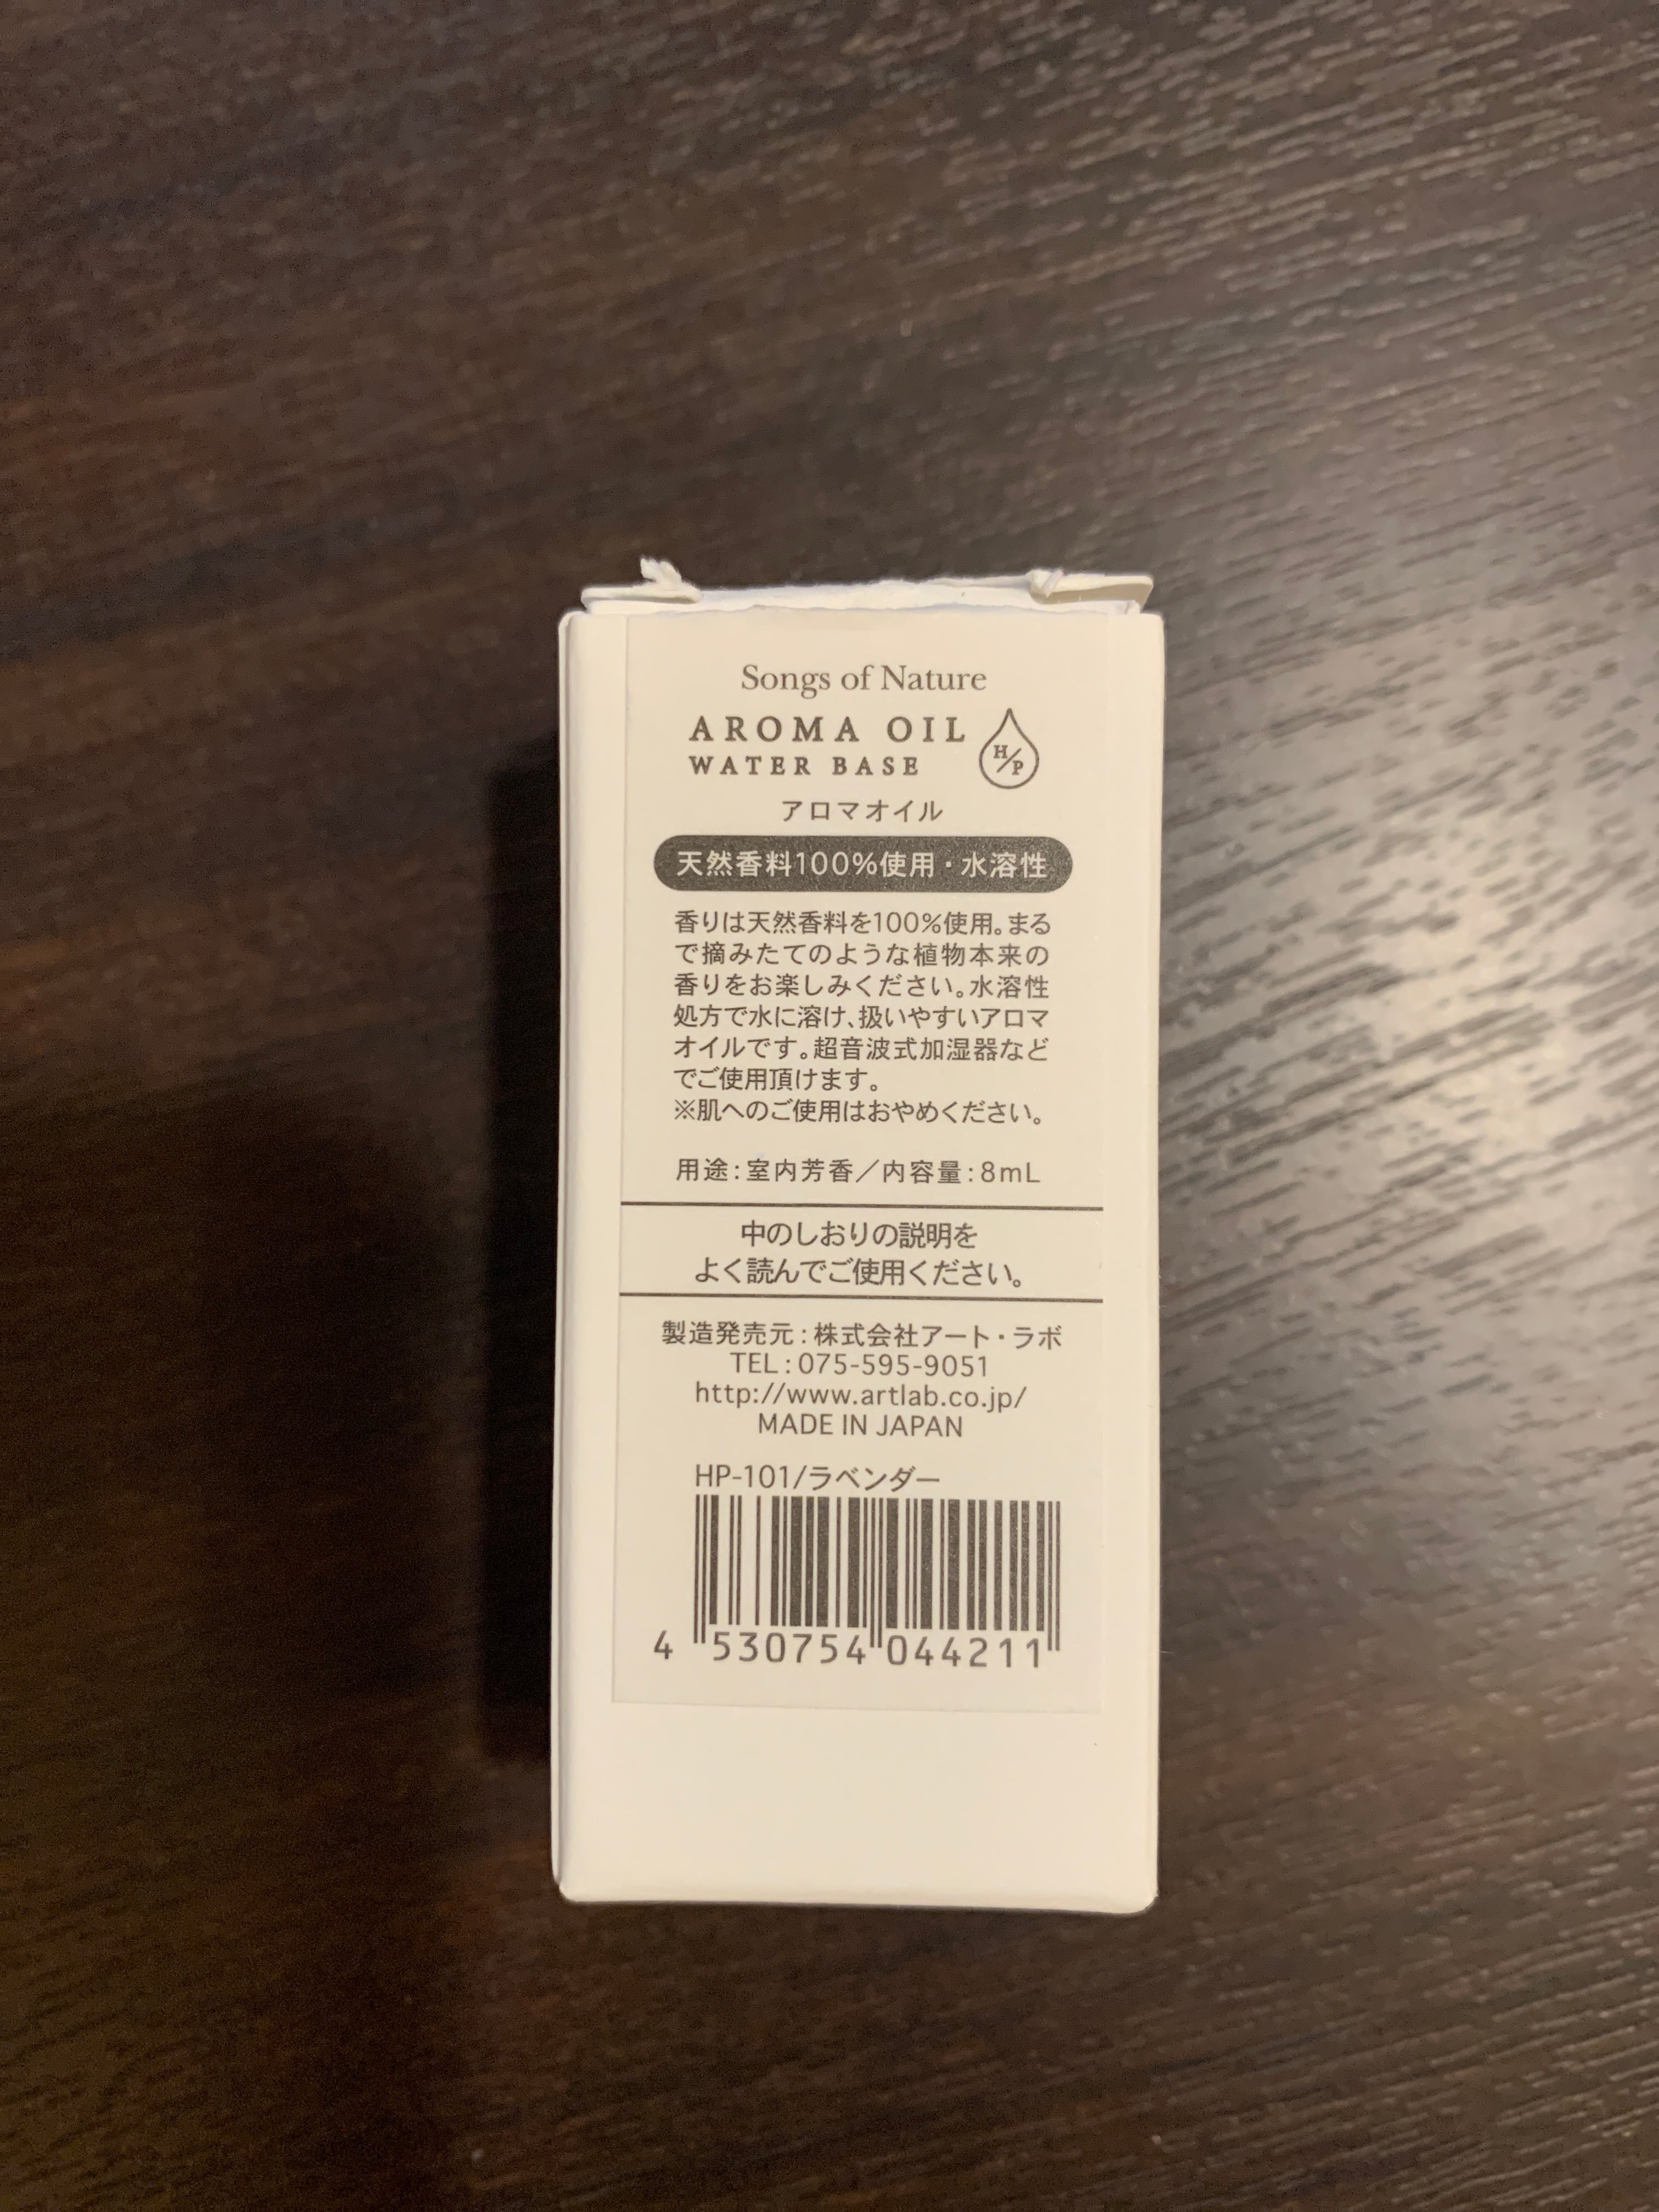 Songs of Nature
AROMA OIL
WATER BASE
H/P
アロマオイル
天然香料100%使用・水溶性
香りは天然香料を100%使用。まる
で摘みたてのような植物本来の
香りをお楽しみください。水溶性
処方で水に溶け、扱いやすいアロマ
オイルです。超音波式加湿器など
でご使用頂けます。
※肌へのご使用はおやめください。
用途:室内芳香/内容量:8mL
中のしおりの説明を
よく読んでご使用ください。
製造発売元:株式会社アート・ラボ
TEL:075-595-9051
http://www.artlab.co.jp/
MADE IN JAPAN
HP-101/ラベンダー
4 530754 044211